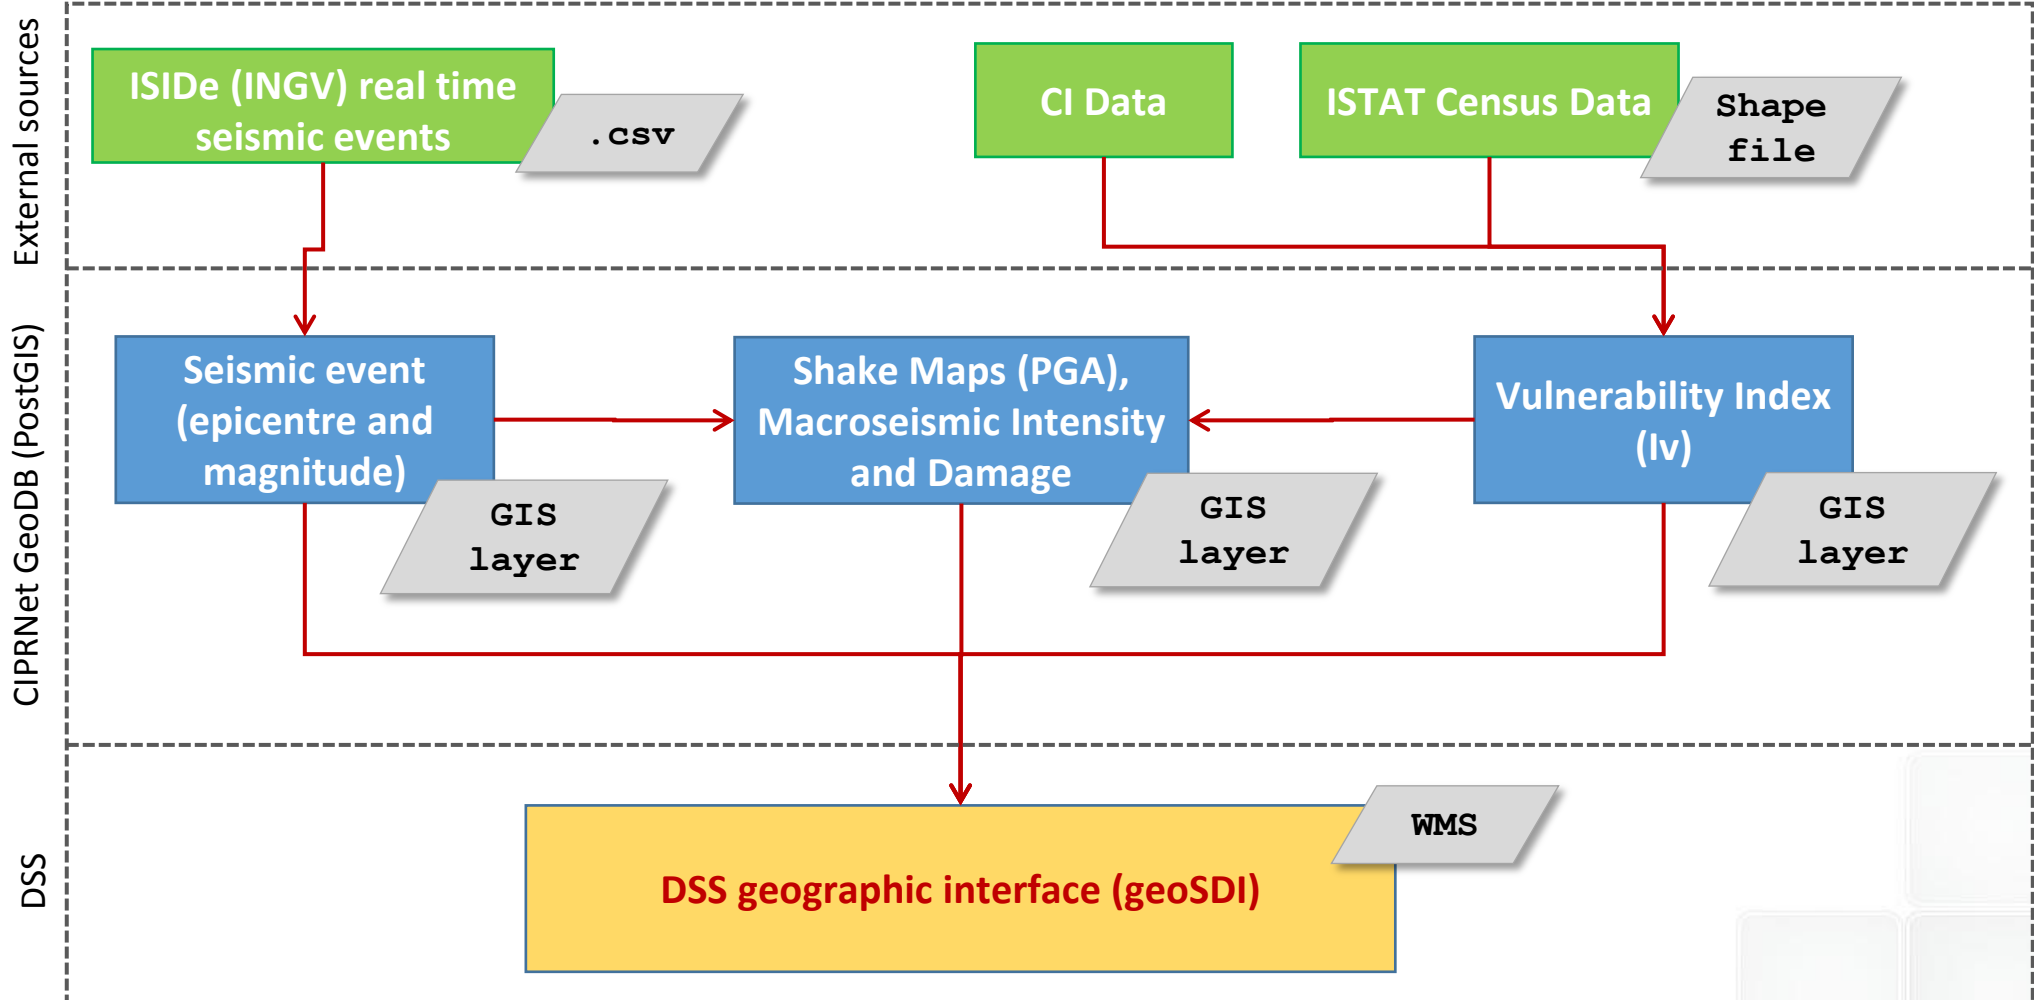 External sources
ISIDe (INGV) real time
seismic events
.csv
CI Data
ISTAT Census Data
Shape
file
CIPRNet GeoDB (PostGIS)
Seismic event
(epicentre and
magnitude)
GIS
layer
Shake Maps (PGA),
Macroseismic Intensity
and Damage
GIS
layer
Vulnerability Index
(Iv)
GIS
layer
DSS
DSS geographic interface (geoSDI)
WMS